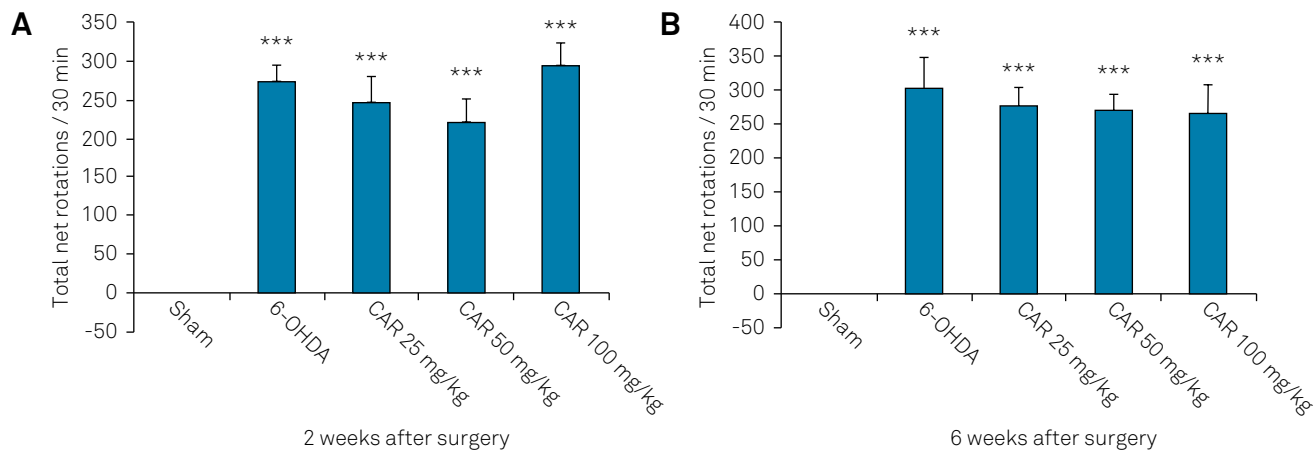 A
Total net rotations / 30 min
350
300
250
200
150
100
50
0
-50
***
***
***
***
Sham
6-OHDA
CAR 25 mg/kg
CAR 50 mg/kg
CAR 100 mg/kg
2 weeks after surgery
B
Total net rotations / 30 min
400
350
300
250
200
150
100
50
0
-50
***
***
***
***
Sham
6-OHDA
CAR 25 mg/kg
CAR 50 mg/kg
CAR 100 mg/kg
6 weeks after surgery